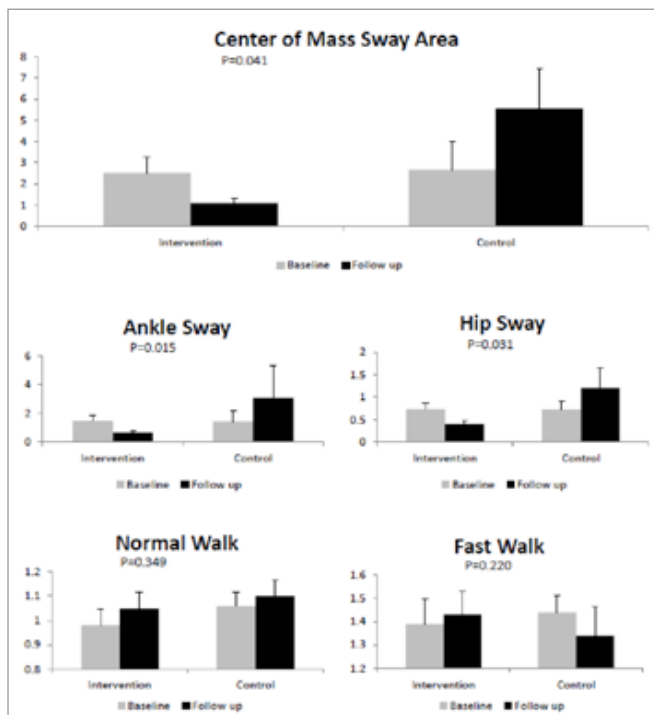 Center of Mass Sway Area
P=0.041
8
7
6
5
4
3
2
1
0
Intervention Control
Baseline Follow up
Ankle Sway
P=0.015
6
4
2
0
Intervention Control
Baseline Follow up
Hip Sway
P=0.031
2
1.5
1
0.5
0
Intervention Control
Baseline Follow up
Normal Walk
P=0.349
1.2
1.1
1
0.9
0.8
Intervention Control
Baseline Follow up
Fast Walk
P=0.220
1.6
1.5
1.4
1.3
1.2
Intervention Control
Baseline Follow up